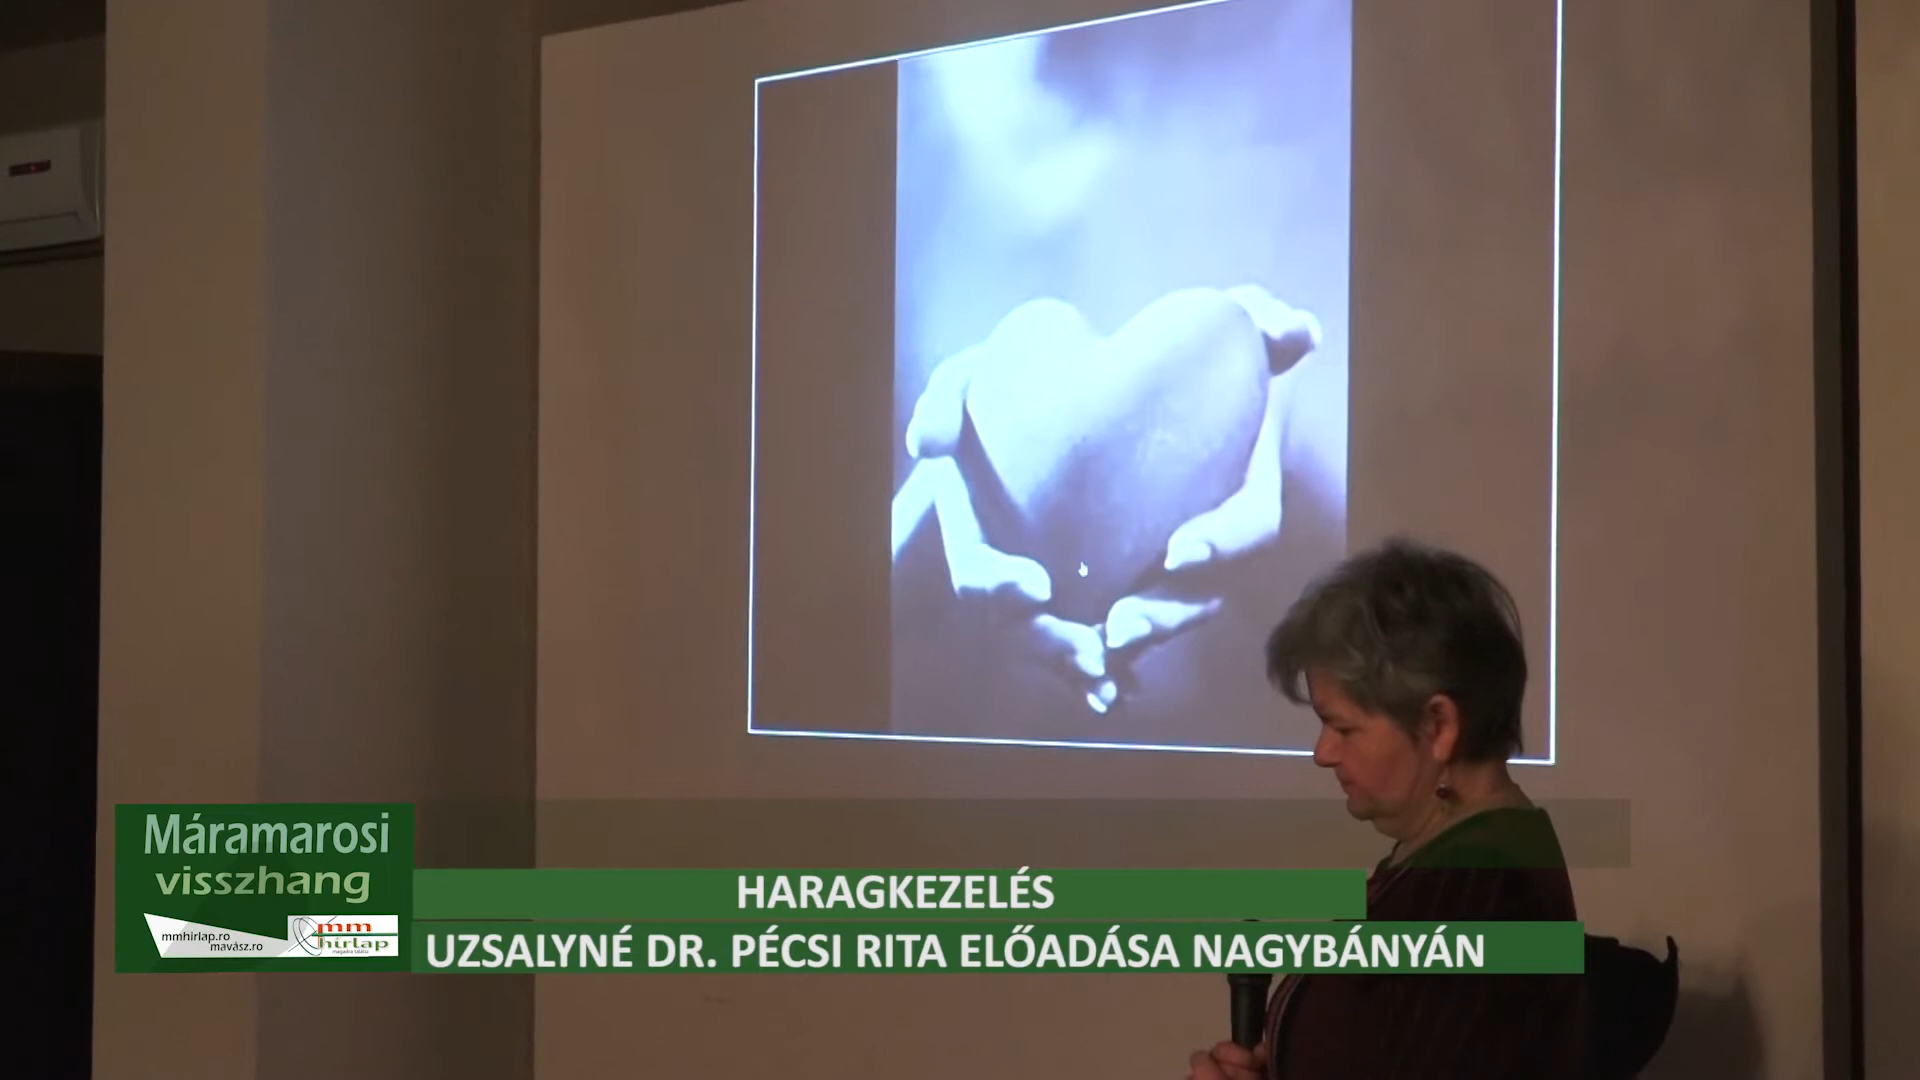 Máramarosi
visszhang
mmhirlap.ro
mavász.ro
mm
hírlap
HARAGKEZELÉS
UZSALYNÉ DR. PÉCSI RITA ELŐADÁSA NAGYBÁNYÁN